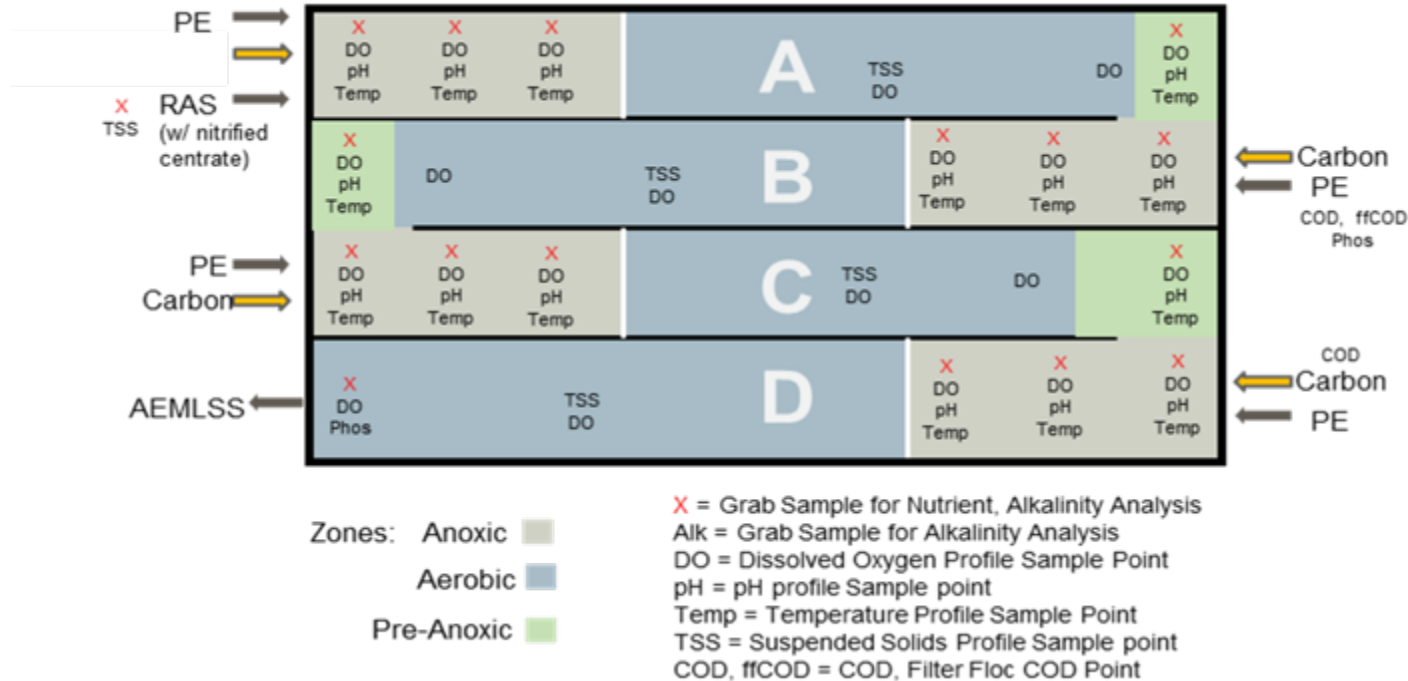 PE
X X X X
DO DO DO DO
pH pH pH pH
Temp Temp Temp Temp
A
TSS
DO
DO
X RAS
TSS (w/ nitrified
centrate)
X X X X
DO DO DO DO
pH pH pH pH
Temp Temp Temp Temp
DO
TSS
DO
B
Carbon
PE
COD, ffCOD
Phos
PE
Carbon
X X X X
DO DO DO DO
pH pH pH pH
Temp Temp Temp Temp
C
TSS
DO
DO
AEMLSS
X
DO
Phos
TSS
DO
D
X X X
DO DO DO
pH pH pH
Temp Temp Temp
COD
Carbon
PE
Zones: Anoxic
Aerobic
Pre-Anoxic
X = Grab Sample for Nutrient, Alkalinity Analysis
Alk = Grab Sample for Alkalinity Analysis
DO = Dissolved Oxygen Profile Sample Point
pH = pH profile Sample point
Temp = Temperature Profile Sample Point
TSS = Suspended Solids Profile Sample point
COD, ffCOD = COD, Filter Floc COD Point